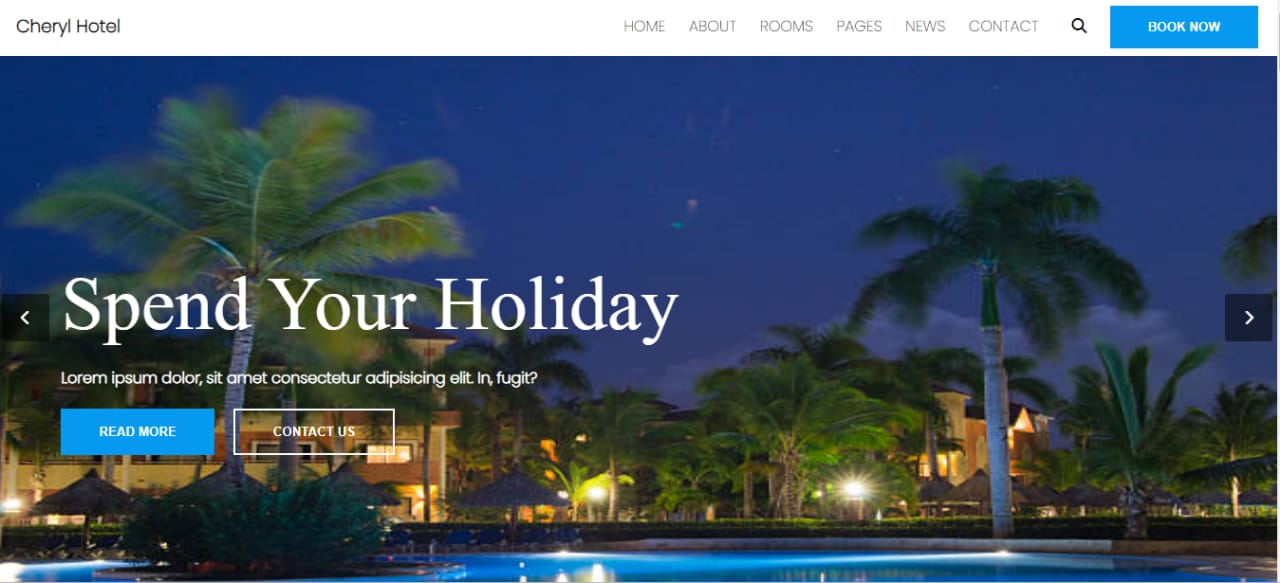 Cheryl Hotel
HOME ABOUT ROOMS PAGES NEWS CONTACT BOOK NOW
Spend Your Holiday
Lorem ipsum dolor, sit amet consectetur adipisicing elit. In, fugit?
READ MORE CONTACT US